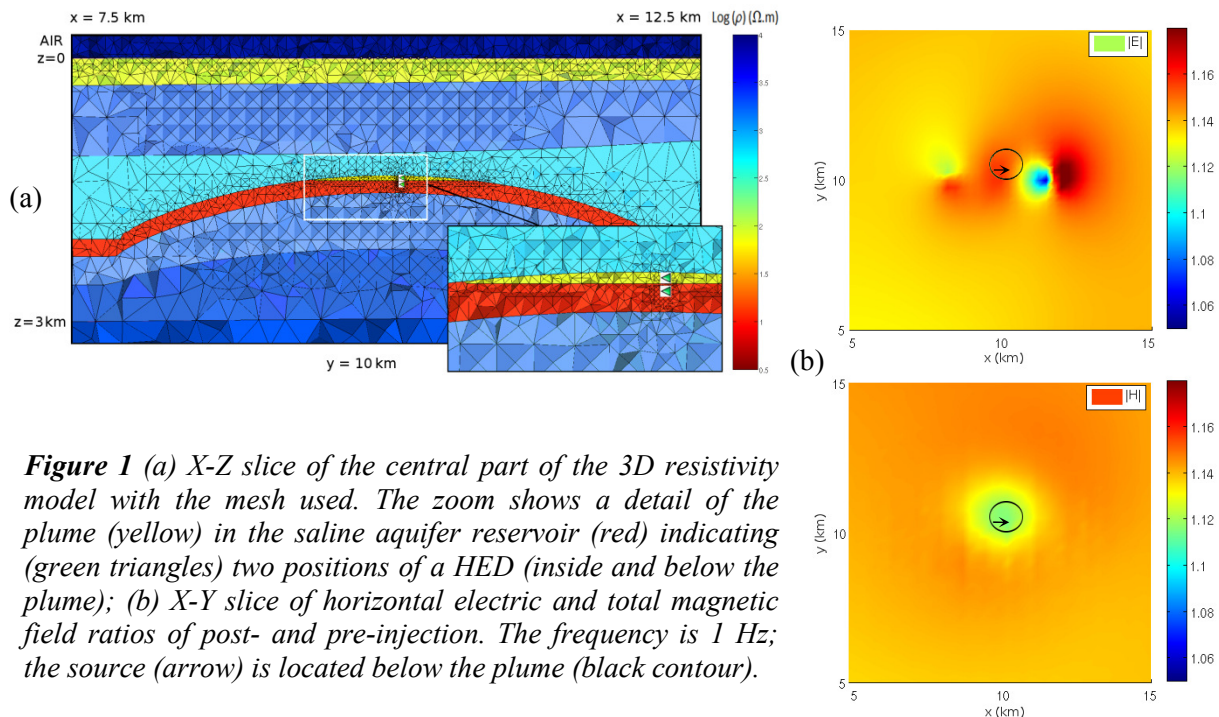 x = 7.5 km
x = 12.5 km
Log (ρ) (Ω.m)
AIR
z=0
z=3km
y = 10 km
4
3.5
3
2.5
2
1.5
1
0.5
(a)
|E|
15
10
5
y (km)
5
10
15
x (km)
1.16
1.14
1.12
1.1
1.08
1.06
(b)
|H|
15
10
5
y (km)
5
10
15
x (km)
1.16
1.14
1.12
1.1
1.08
1.06
Figure 1 (a) X-Z slice of the central part of the 3D resistivity
model with the mesh used. The zoom shows a detail of the
plume (yellow) in the saline aquifer reservoir (red) indicating
(green triangles) two positions of a HED (inside and below the
plume); (b) X-Y slice of horizontal electric and total magnetic
field ratios of post- and pre-injection. The frequency is 1 Hz;
the source (arrow) is located below the plume (black contour).